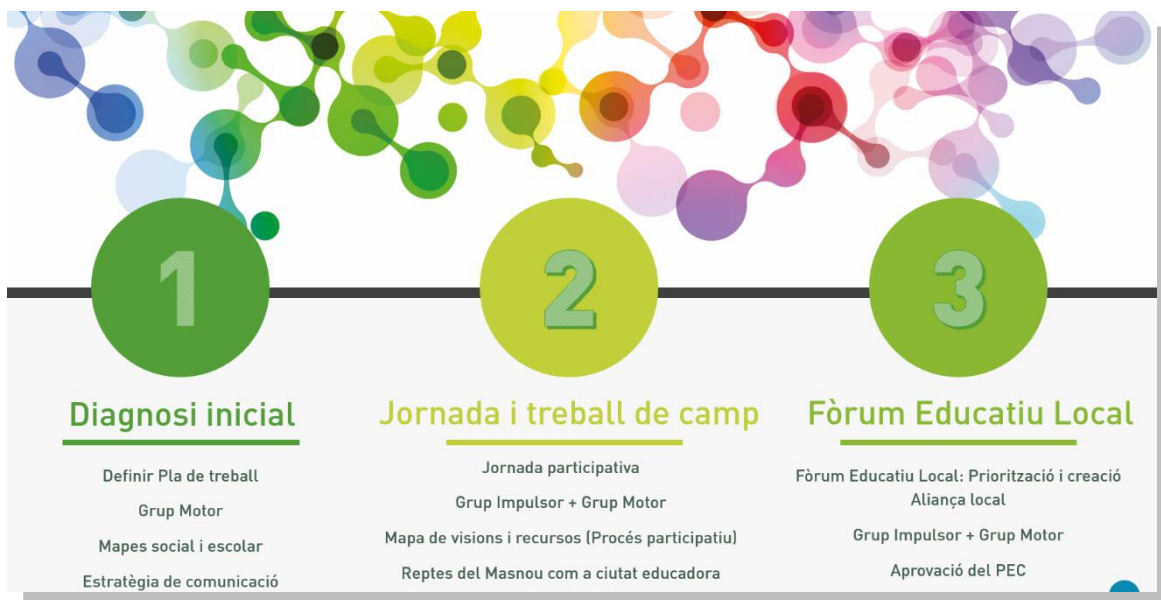 1
Diagnosi inicial
Definir Pla de treball
Grup Motor
Mapes social i escolar
Estratègia de comunicació
2
Jornada i treball de camp
Jornada participativa
Grup Impulsor + Grup Motor
Mapa de visions i recursos (Procés participatiu)
Reptes del Masnou com a ciutat educadora
3
Fòrum Educatiu Local
Fòrum Educatiu Local: Priorització i creació
Aliança local
Grup Impulsor + Grup Motor
Aprovació del PEC